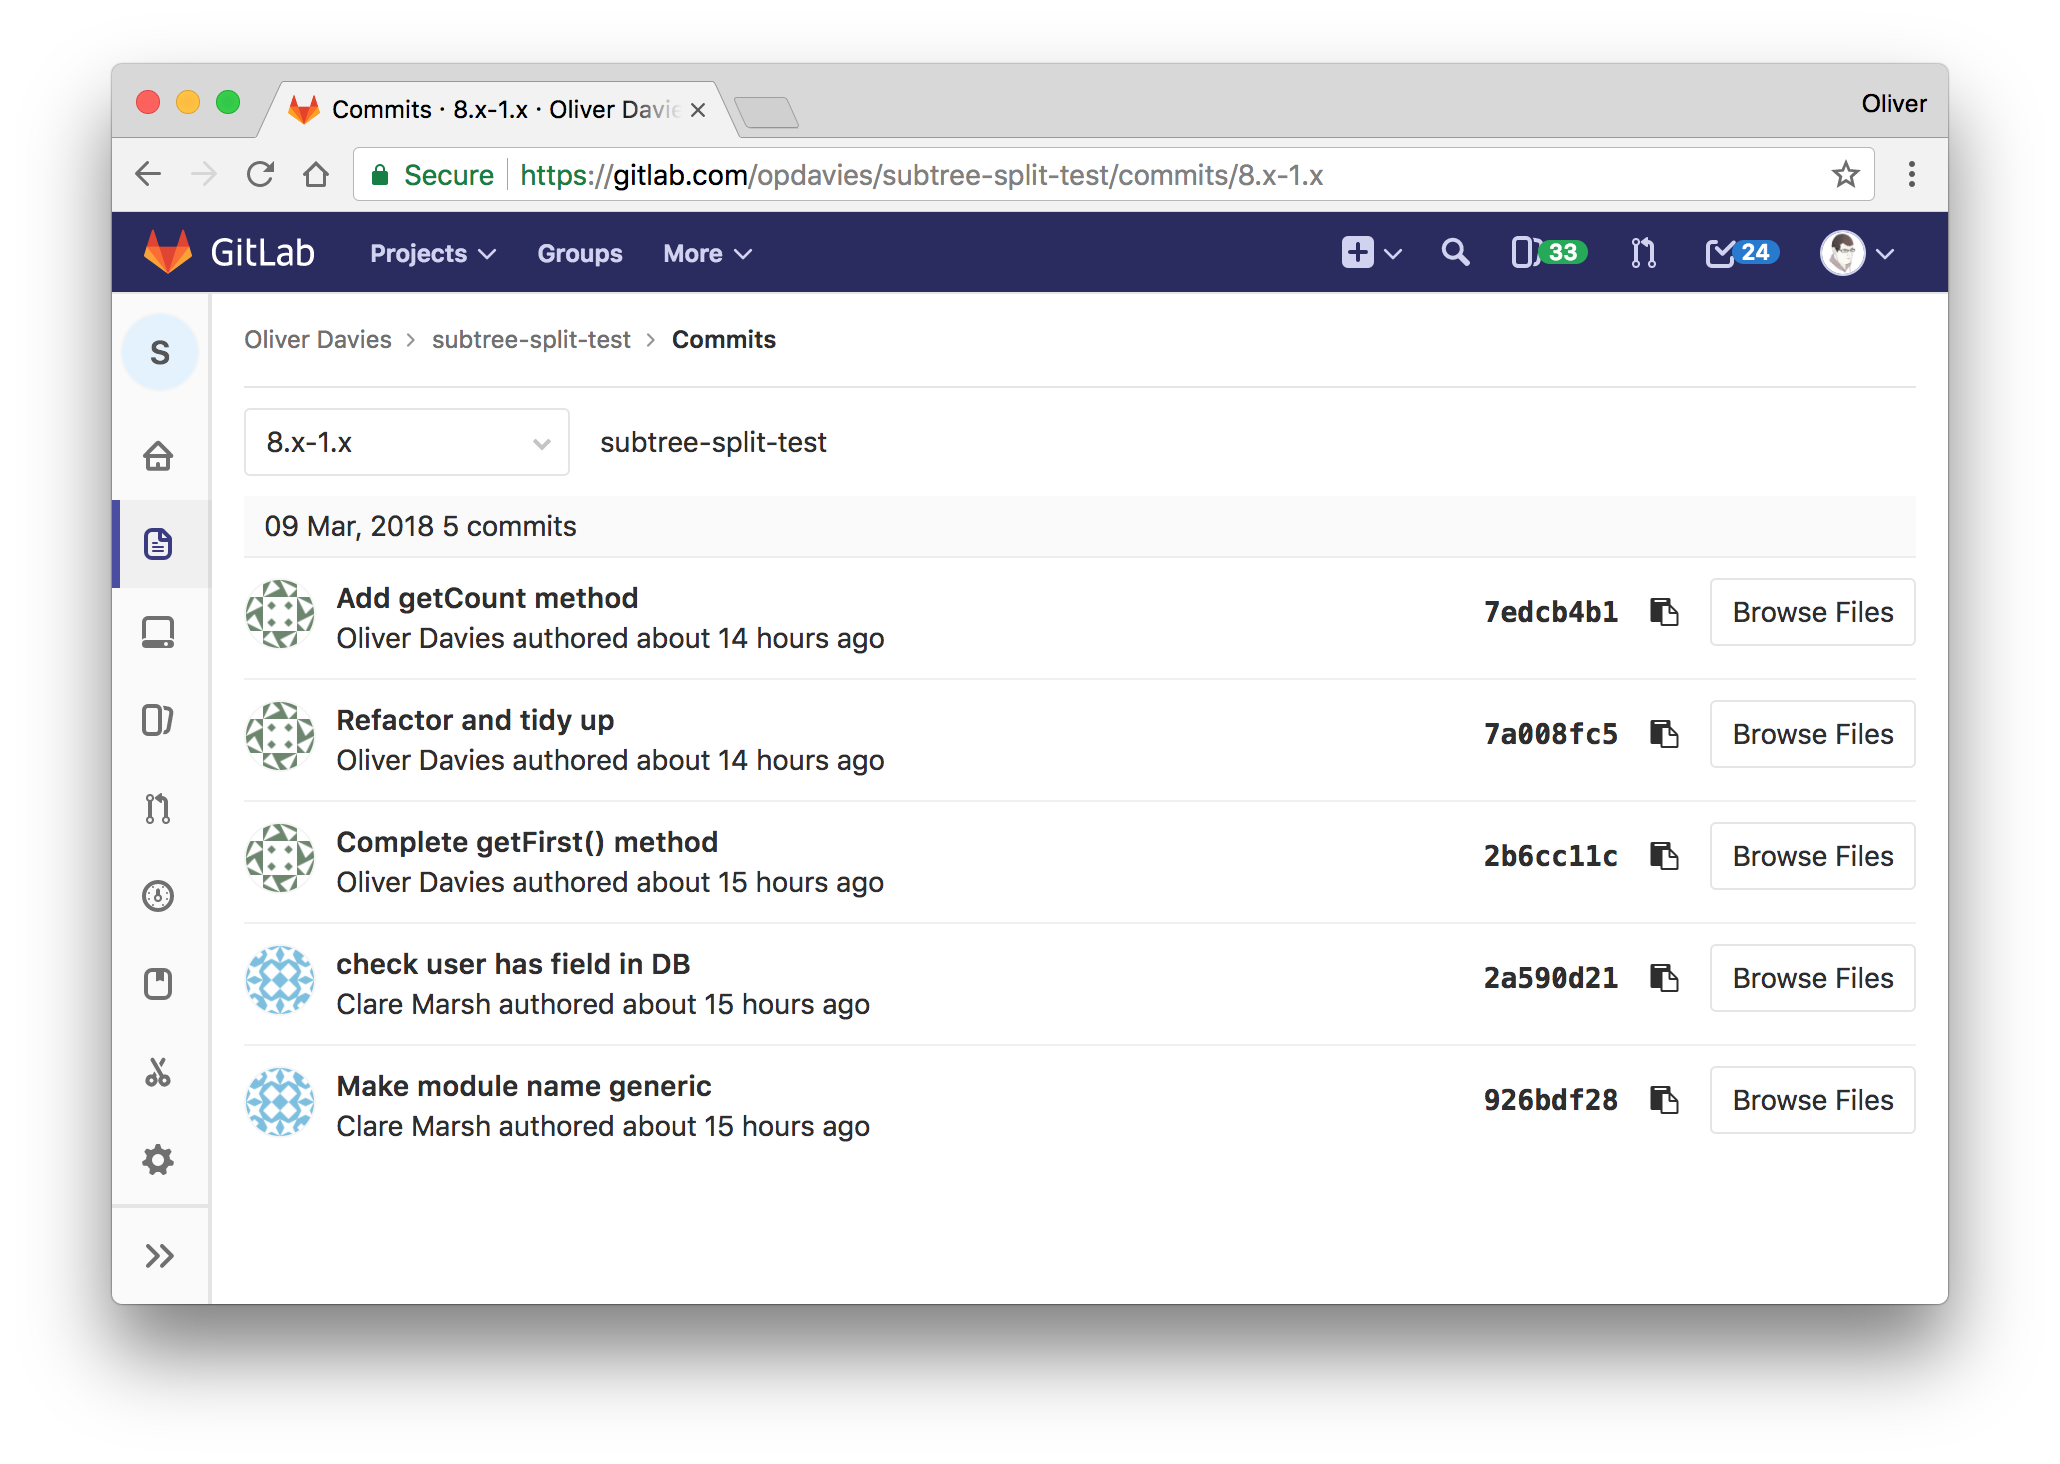 Commits · 8.x-1.x · Oliver Davie
Oliver
Secure https://gitlab.com/opdavies/subtree-split-test/commits/8.x-1.x
GitLab Projects Groups More 33 24
S
Oliver Davies > subtree-split-test > Commits
8.x-1.x subtree-split-test
09 Mar, 2018 5 commits
Add getCount method
Oliver Davies authored about 14 hours ago
7edcb4b1 Browse Files
Refactor and tidy up
Oliver Davies authored about 14 hours ago
7a008fc5 Browse Files
Complete getFirst() method
Oliver Davies authored about 15 hours ago
2b6cc11c Browse Files
check user has field in DB
Clare Marsh authored about 15 hours ago
2a590d21 Browse Files
Make module name generic
Clare Marsh authored about 15 hours ago
926bdf28 Browse Files